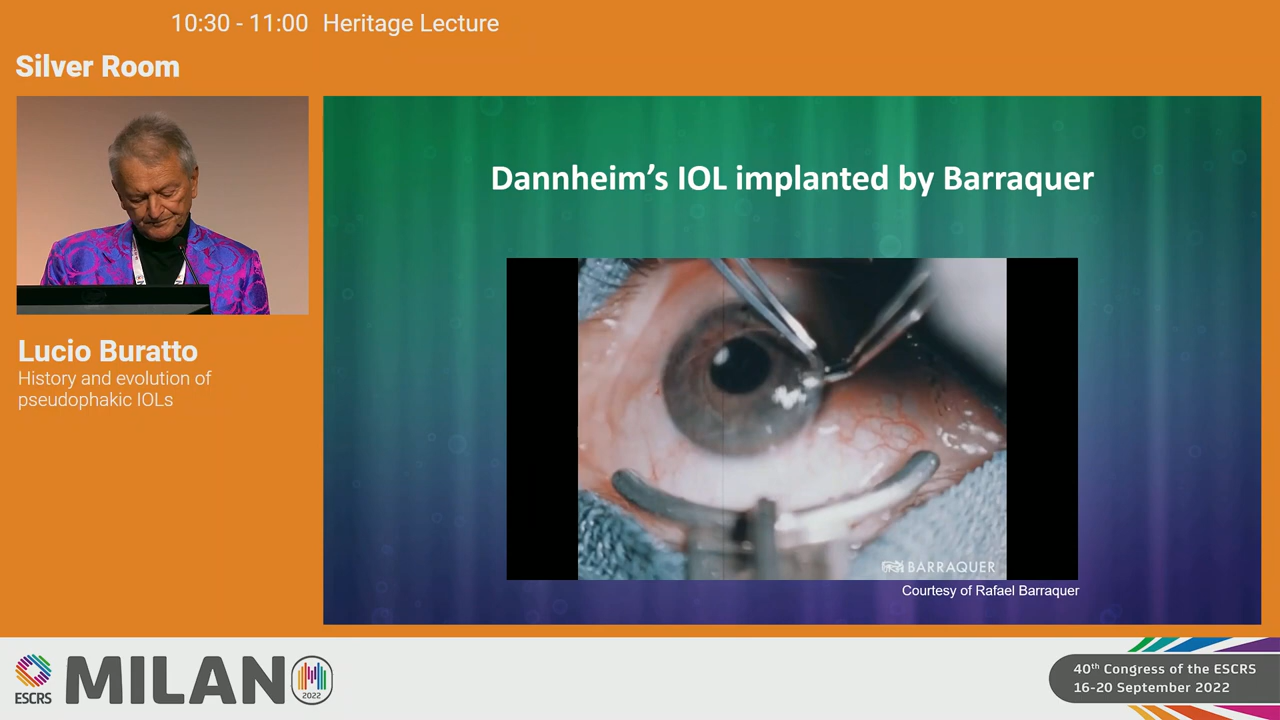 10:30 - 11:00 Heritage Lecture
Silver Room
Dannheim's IOL implanted by Barraquer
Lucio Buratto
History and evolution of
pseudophakic IOLs
BARRAQUER
Courtesy of Rafael Barraquer
ESCRS
MILANO
2022
40th Congress of the ESCRS
16-20 September 2022